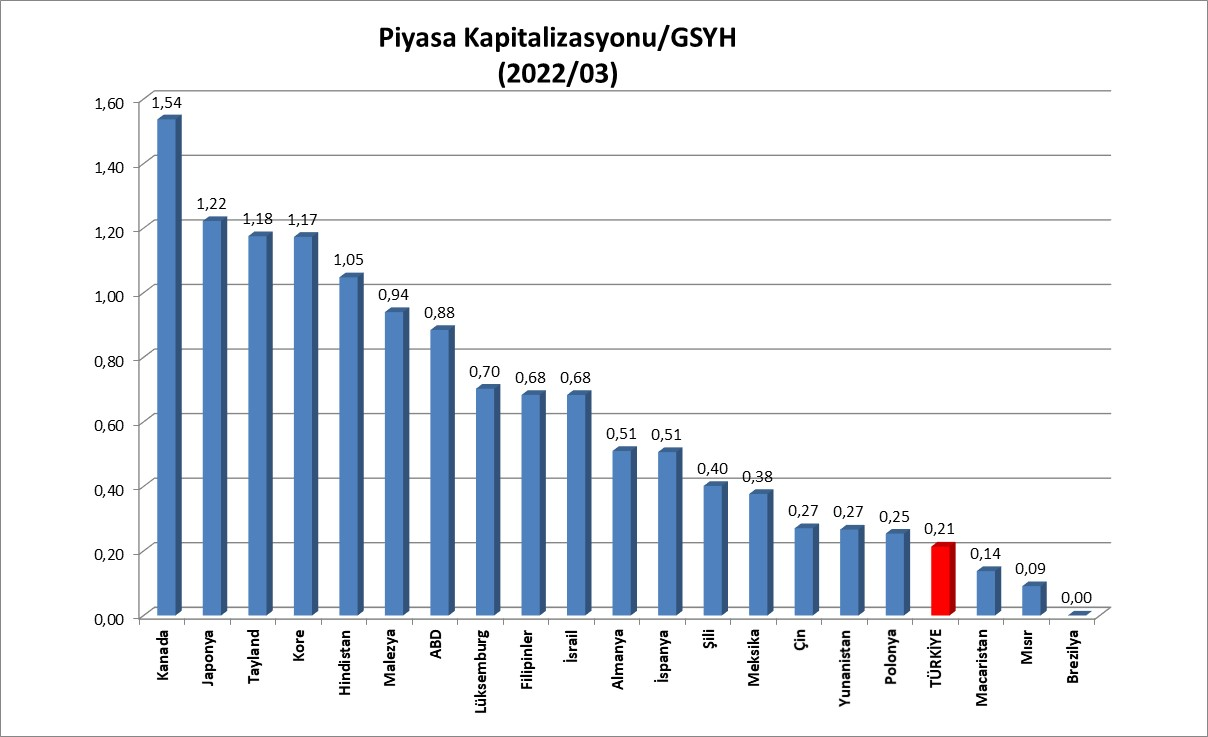 Piyasa Kapitalizasyonu/GSYH
(2022/03)
1,60
1,40
1,20
1,00
0,80
0,60
0,40
0,20
0,00
1,54
1,22
1,18
1,17
1,05
0,94
0,88
0,70
0,68
0,68
0,51
0,51
0,40
0,38
0,27
0,27
0,25
0,21
0,14
0,09
0,00
Kanada
Japonya
Tayland
Kore
Hindistan
Malezya
ABD
Lüksemburg
Filipinler
İsrail
Almanya
İspanya
Şili
Meksika
Çin
Yunanistan
Polonya
TÜRKİYE
Macaristan
Mısır
Brezilya